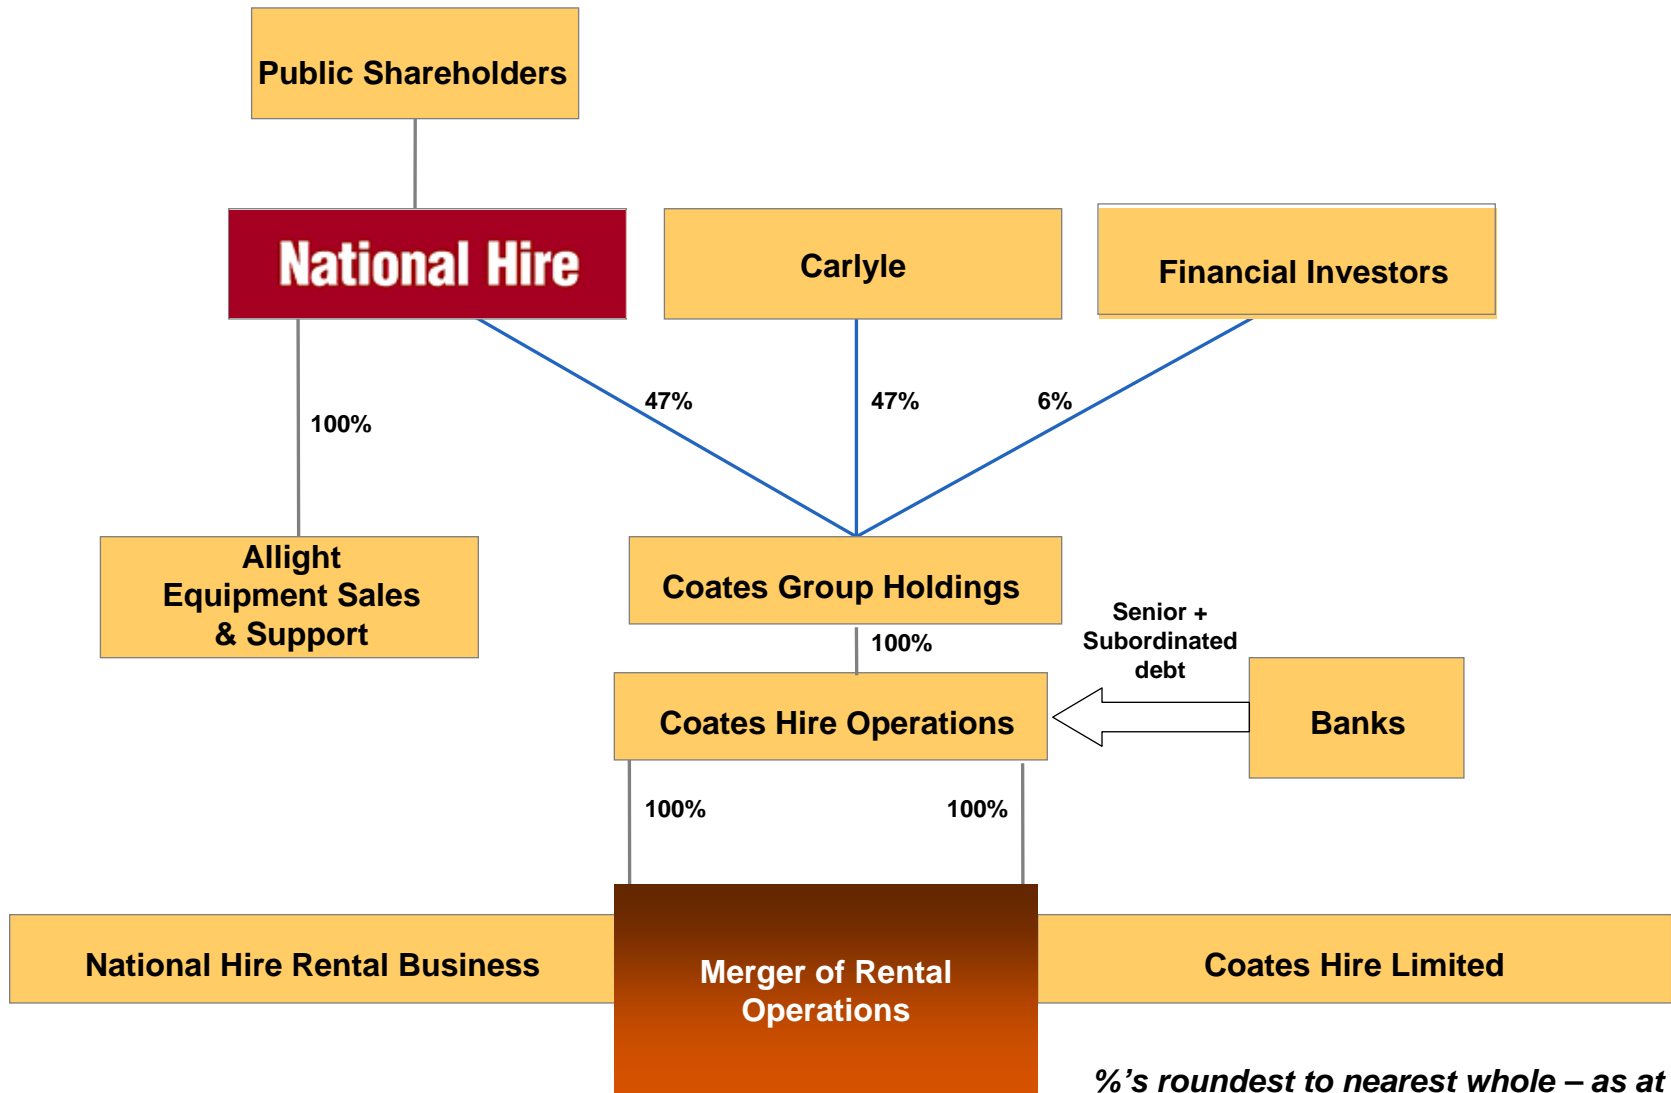 Public Shareholders
National Hire
Carlyle
Financial Investors
47%
47%
6%
100%
Allight
Equipment Sales
& Support
Coates Group Holdings
Senior +
Subordinated
debt
100%
Coates Hire Operations
Banks
100%
100%
National Hire Rental Business
Merger of Rental
Operations
Coates Hire Limited
%’s roundest to nearest whole – as at